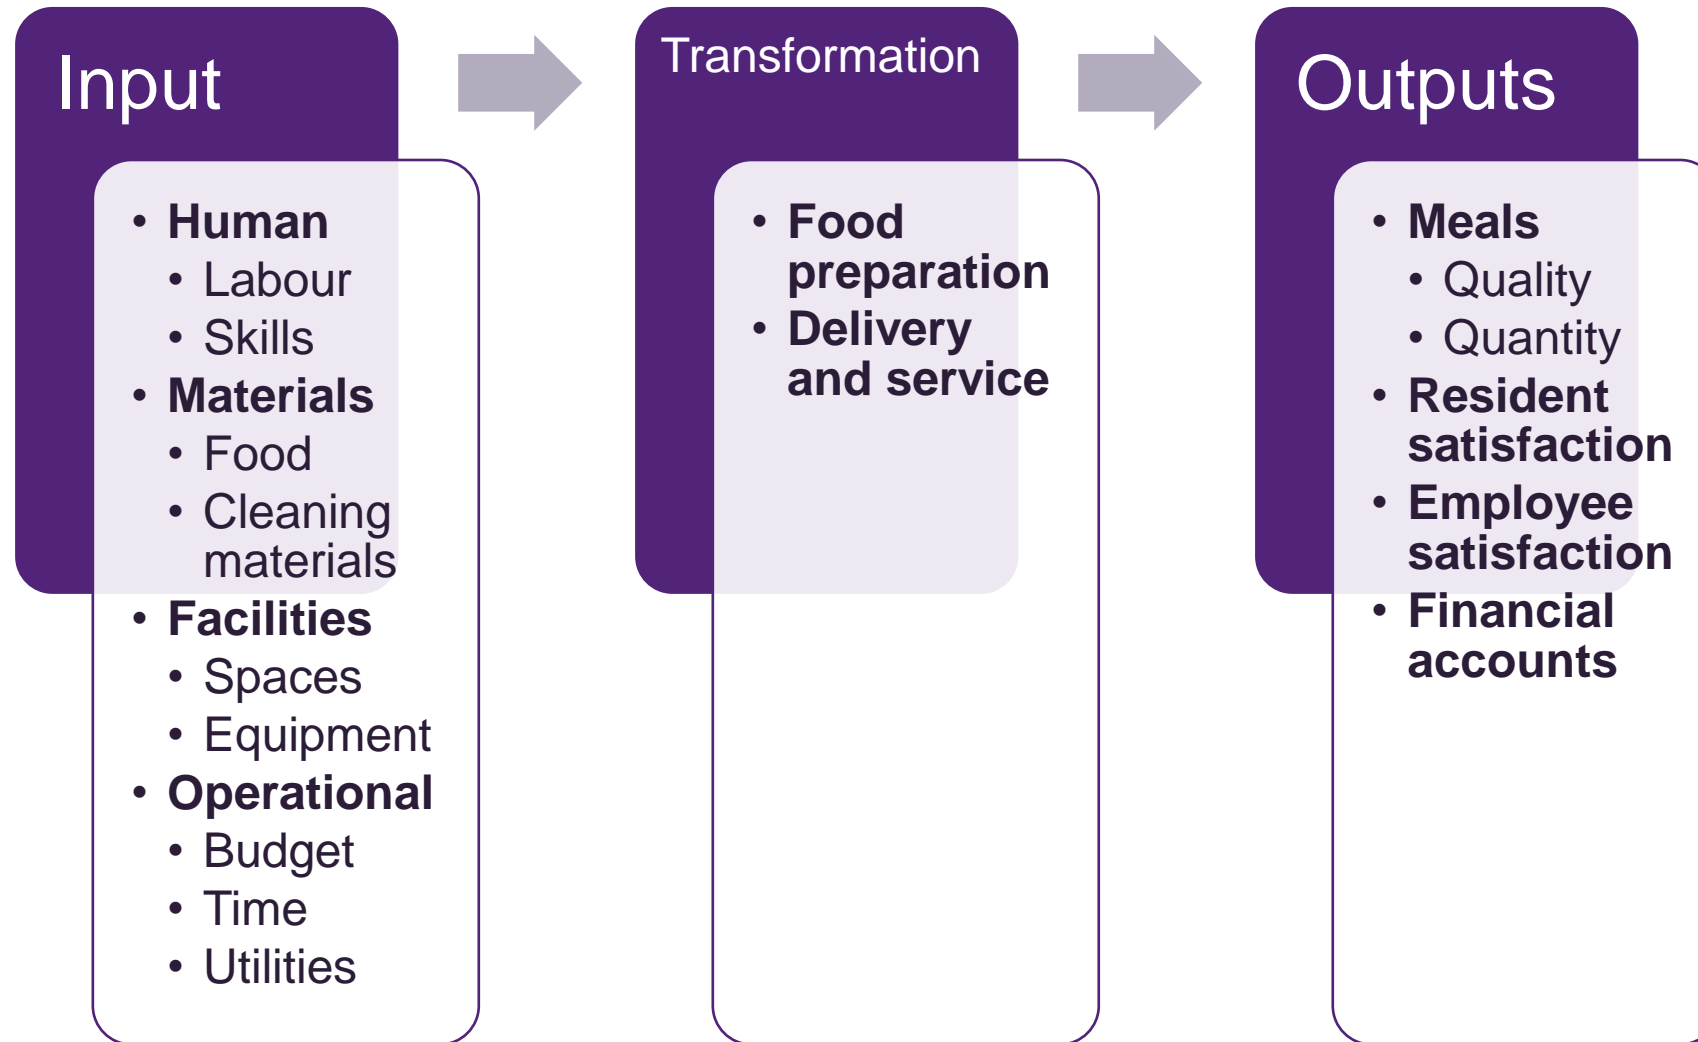 Input
• Human
• Labour
• Skills
• Materials
• Food
• Cleaning
materials
• Facilities
• Spaces
• Equipment
• Operational
• Budget
• Time
• Utilities
Transformation
• Food
preparation
• Delivery
and service
Outputs
• Meals
• Quality
• Quantity
• Resident
satisfaction
• Employee
satisfaction
• Financial
accounts